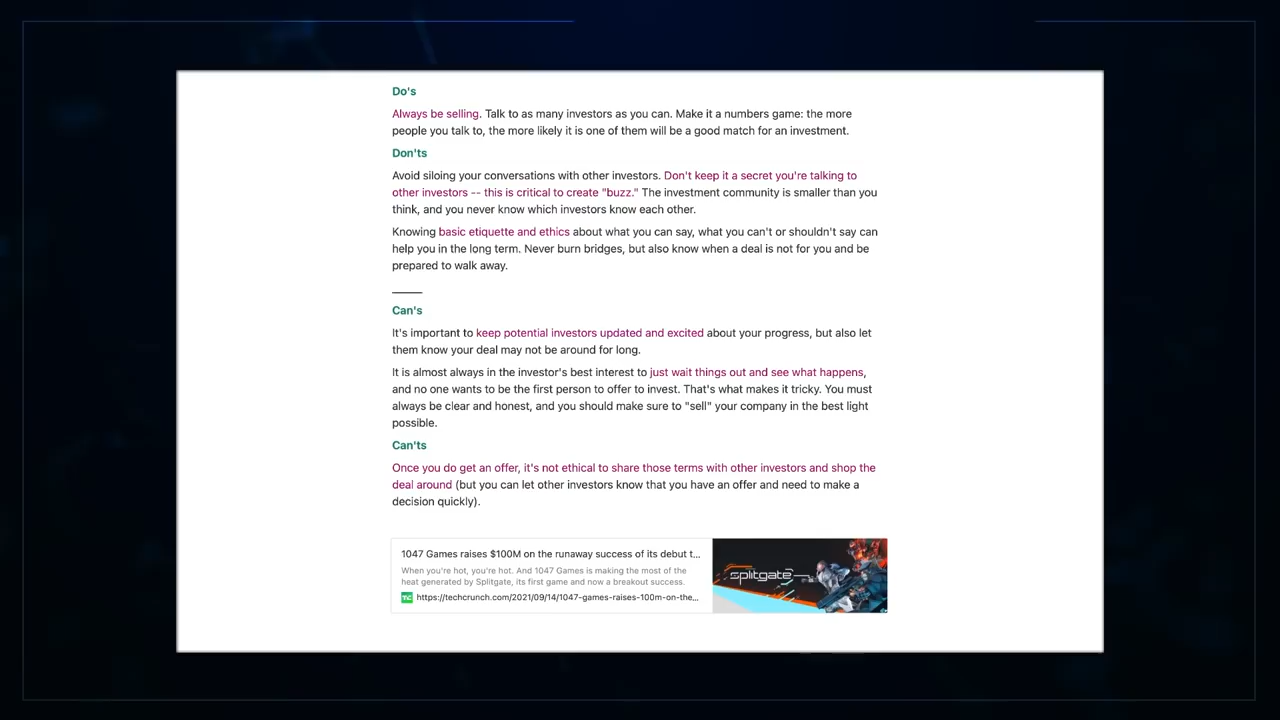 Do's
Always be selling. Talk to as many investors as you can. Make it a numbers game: the more
people you talk to, the more likely it is one of them will be a good match for an investment.
Don'ts
Avoid siloing your conversations with other investors. Don't keep it a secret you're talking to
other investors -- this is critical to create "buzz." The investment community is smaller than you
think, and you never know which investors know each other.
Knowing basic etiquette and ethics about what you can say, what you can't or shouldn't say can
help you in the long term. Never burn bridges, but also know when a deal is not for you and be
prepared to walk away.
Can's
It's important to keep potential investors updated and excited about your progress, but also let
them know your deal may not be around for long.
It is almost always in the investor's best interest to just wait things out and see what happens,
and no one wants to be the first person to offer to invest. That's what makes it tricky. You must
always be clear and honest, and you should make sure to "sell" your company in the best light
possible.
Can'ts
Once you do get an offer, it's not ethical to share those terms with other investors and shop the
deal around (but you can let other investors know that you have an offer and need to make a
decision quickly).
1047 Games raises $100M on the runaway success of its debut t...
When you're hot, you're hot. And 1047 Games is making the most of the
heat generated by Splitgate, its first game and now a breakout success.
TC https://techcrunch.com/2021/09/14/1047-games-raises-100m-on-the...
splitgate